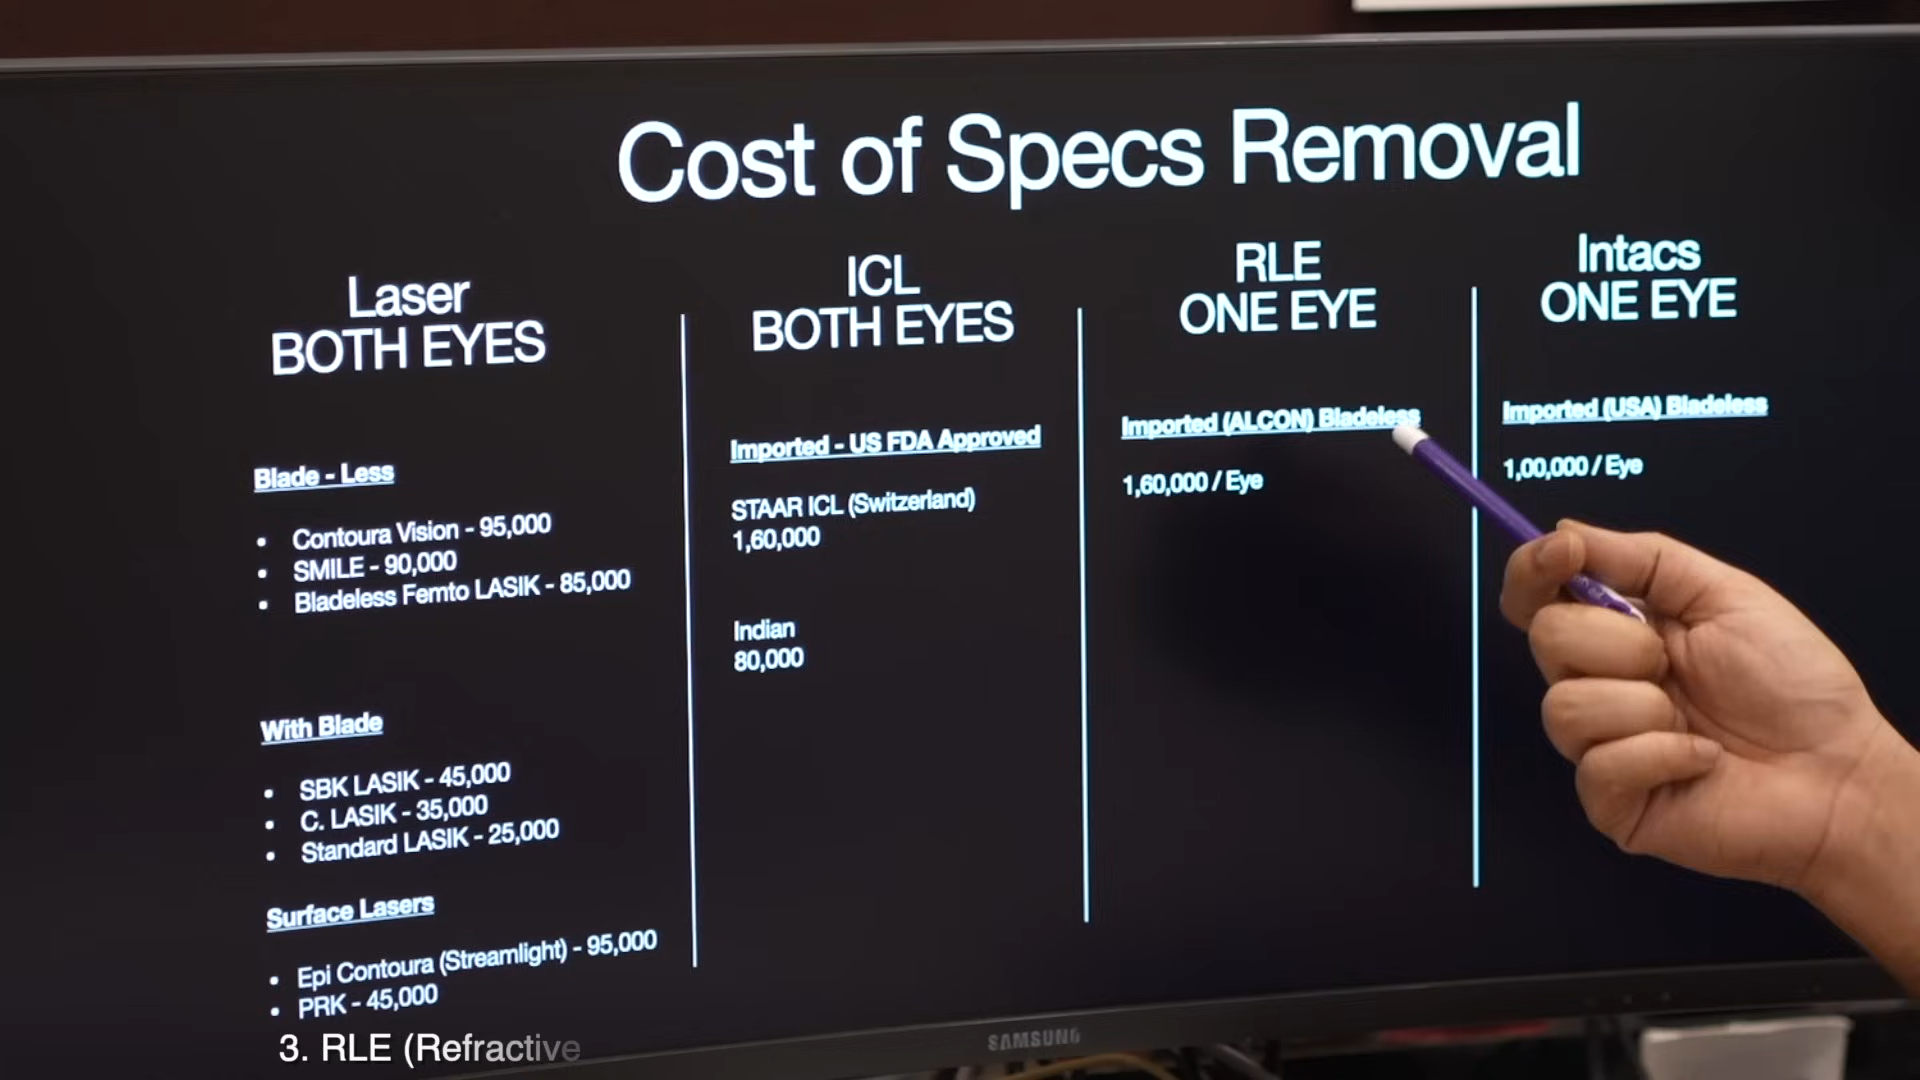 Cost of Specs Removal
Laser
BOTH EYES
Blade - Less
• Contoura Vision - 95,000
• SMILE - 90,000
• Bladeless Femto LASIK - 85,000
With Blade
• SBK LASIK - 45,000
• C. LASIK - 35,000
• Standard LASIK - 25,000
Surface Lasers
• Epi Contoura (Streamlight) - 95,000
• PRK - 45,000
ICL
BOTH EYES
Imported - US FDA Approved
STAAR ICL (Switzerland)
1,60,000
Indian
80,000
RLE
ONE EYE
Imported (ALCON) Bladeless
1,60,000 / Eye
Intacs
ONE EYE
Imported (USA) Bladeless
1,00,000 / Eye
3. RLE (Refractive
SAMSUNG